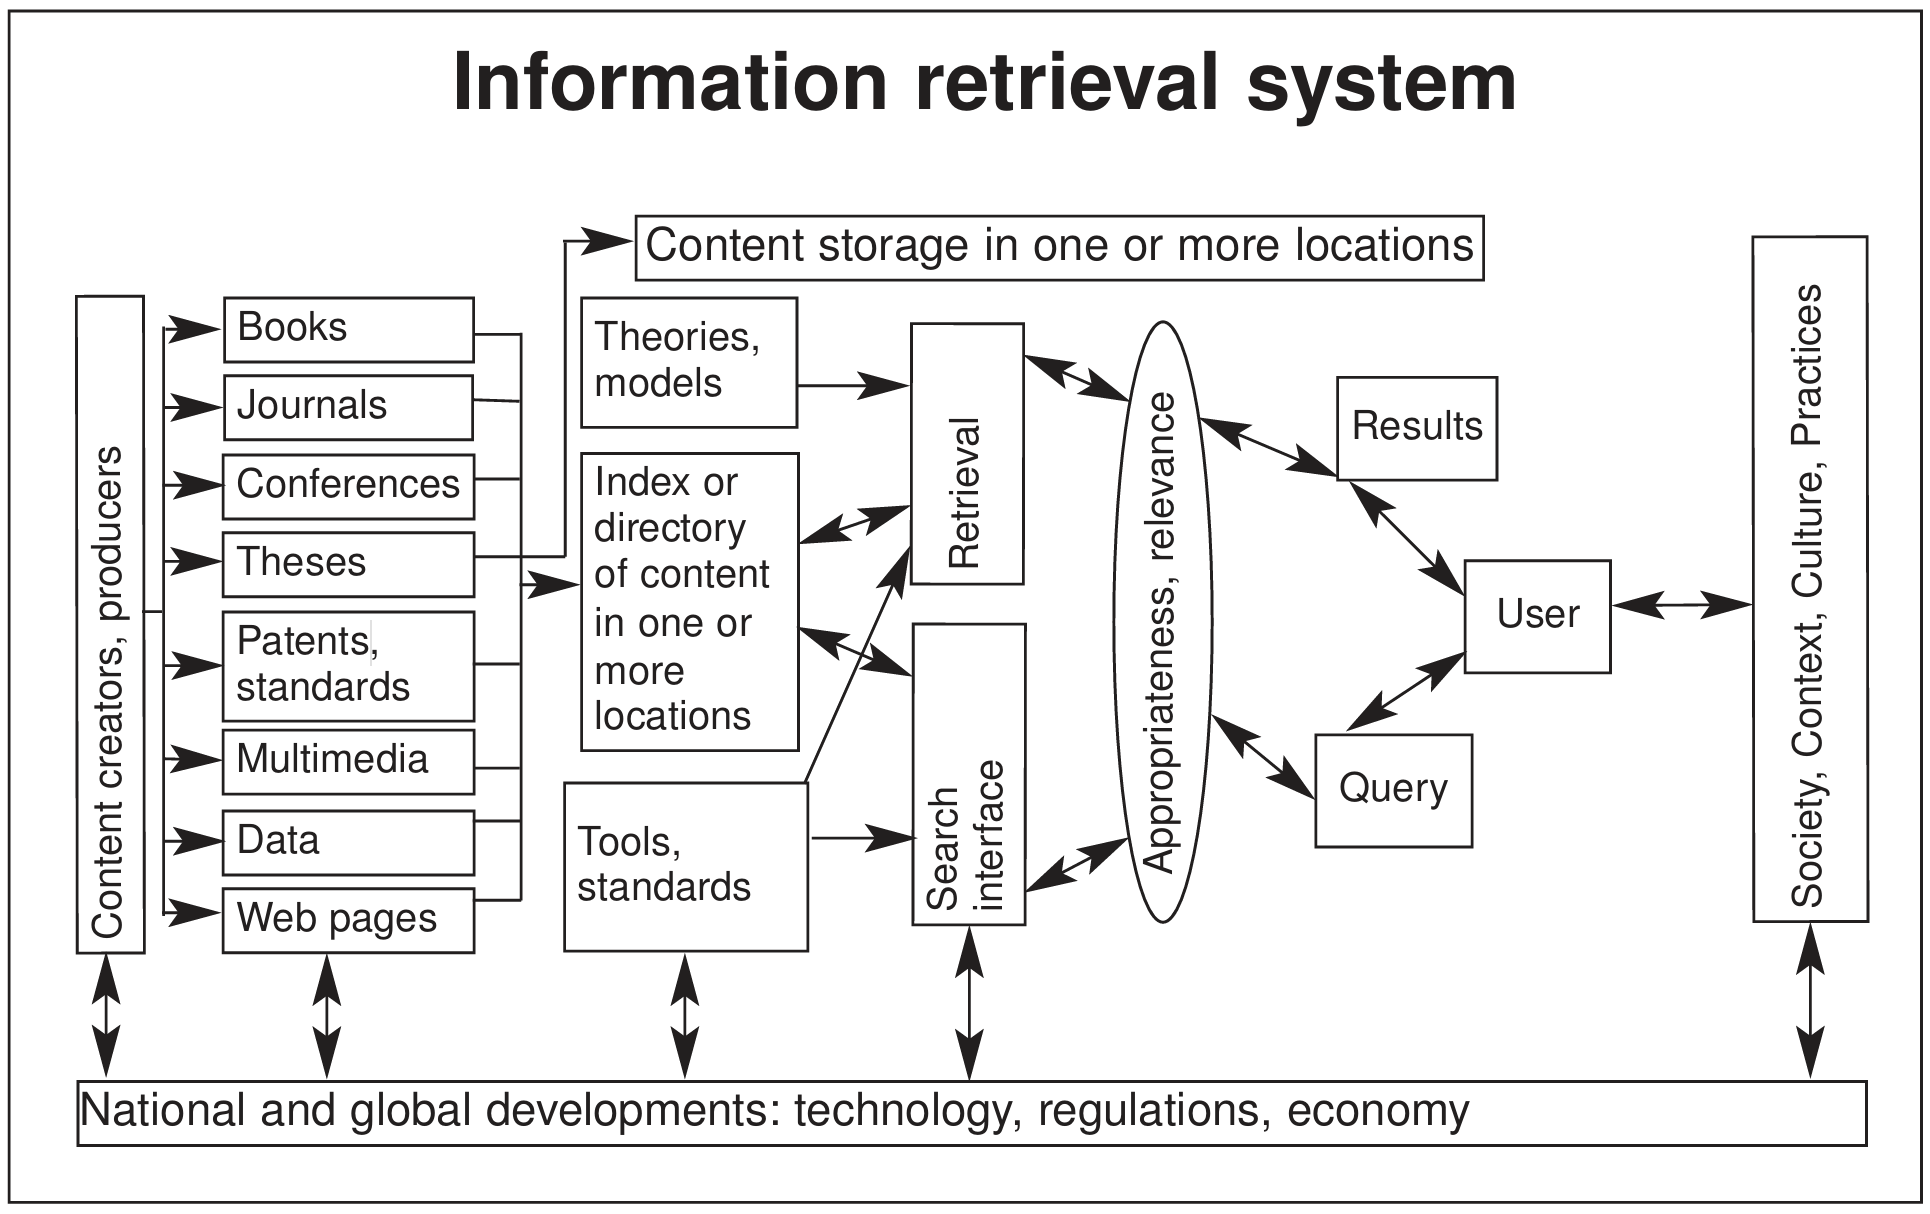 Information retrieval system
Content storage in one or more locations
Content creators, producers
Books
Journals
Conferences
Theses
Patents,
standards
Multimedia
Data
Web pages
Theories,
models
Index or
directory
of content
in one or
more
locations
Tools,
standards
Retrieval
Search
interface
Appropriateness, relevance
Results
User
Query
Society, Context, Culture, Practices
National and global developments: technology, regulations, economy